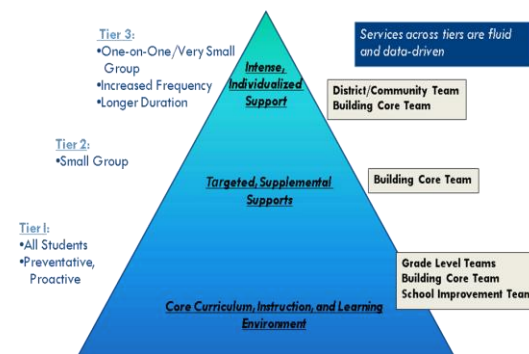 Tier 3:
•One-on-One/Very Small
Group
•Increased Frequency
•Longer Duration
Services across tiers are fluid
and data-driven
Intense,
Individualized
Support
District/Community Team
Building Core Team
Tier 2:
•Small Group
Targeted, Supplemental
Supports
Building Core Team
Tier I:
•All Students
•Preventative,
Proactive
Grade Level Teams
Building Core Team
School Improvement Team
Core Curriculum, Instruction, and Learning
Environment